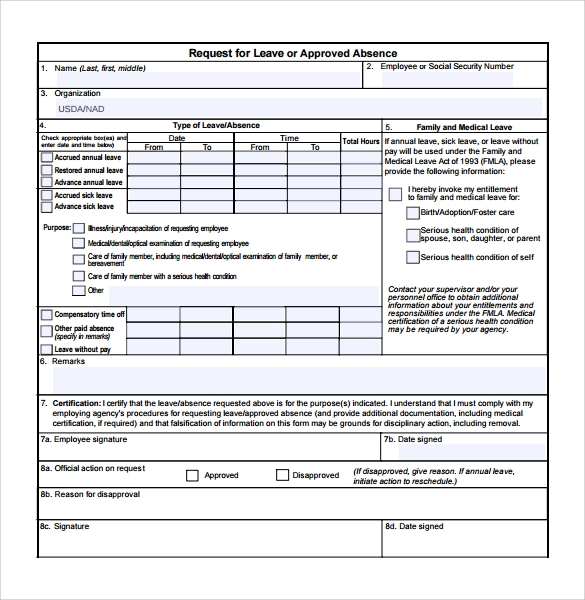 Request for Leave or Approved Absence
1. Name (Last, first, middle)
2. Employee or Social Security Number
3. Organization
USDA/NAD
4. Type of Leave/Absence
Check appropriate box(es) and enter date and time below)
Date
Time
Total Hours
From
To
From
To
Accrued annual leave
Restored annual leave
Advance annual leave
Accrued sick leave
Advance sick leave
Purpose:
Illness/injury/incapacitation of requesting employee
Medical/dental/optical examination of requesting employee
Care of family member, including medical/dental/optical examination of family member, or
bereavement
Care of family member with a serious health condition
Other
Compensatory time off
Other paid absence
(specify in remarks)
Leave without pay
5. Family and Medical Leave
If annual leave, sick leave, or leave without
pay will be used under the Family and
Medical Leave Act of 1993 (FMLA), please
provide the following information:
I hereby invoke my entitlement
to family and medical leave for:
Birth/Adoption/Foster care
Serious health condition of
spouse, son, daughter, or parent
Serious health condition of self
Contact your supervisor and/or your
personnel office to obtain additional
information about your entitlements and
responsibilities under the FMLA. Medical
certification of a serious health condition
may be required by your agency.
6. Remarks
7. Certification: I certify that the leave/absence requested above is for the purpose(s) indicated. I understand that I must comply with my
employing agency's procedures for requesting leave/approved absence (and provide additional documentation, including medical
certification, if required) and that falsification of information on this form may be grounds for disciplinary action, including removal.
7a. Employee signature
7b. Date signed
8a. Official action on request
Approved
Disapproved
(If disapproved, give reason. If annual leave,
initiate action to reschedule.)
8b. Reason for disapproval
8c. Signature
8d. Date signed